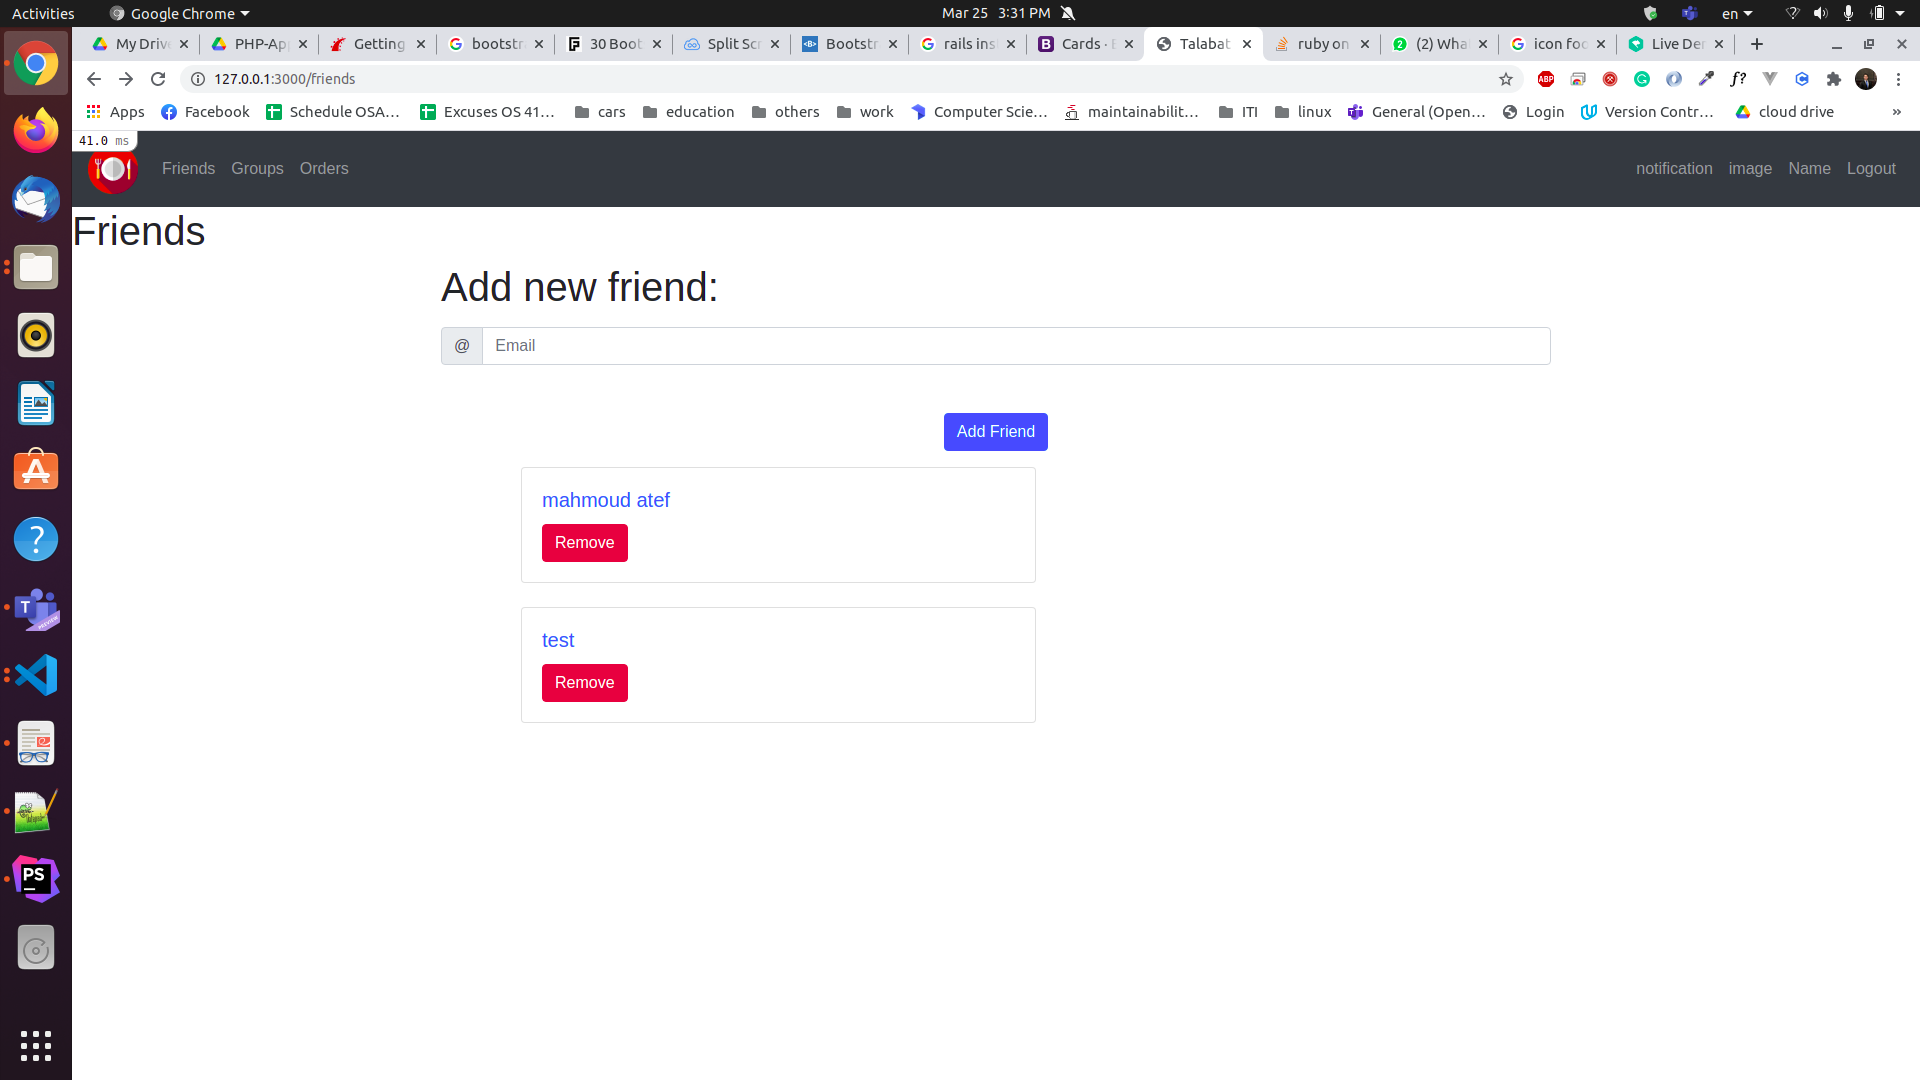 Activities Google Chrome Mar 25 3:31 PM en
My Drive PHP-App Getting bootstr 30 Boot Split Scr Bootstr rails ins Cards · B Talabat ruby on (2) Wha icon foo Live Der
127.0.0.1:3000/friends
Apps Facebook Schedule OSA... Excuses OS 41... cars education others work Computer Scie... maintainabilit... ITI linux General (Open... Login Version Contr... cloud drive »
41.0 ms
Friends Groups Orders notification image Name Logout
Friends
Add new friend:
@ Email
Add Friend
mahmoud atef
Remove
test
Remove